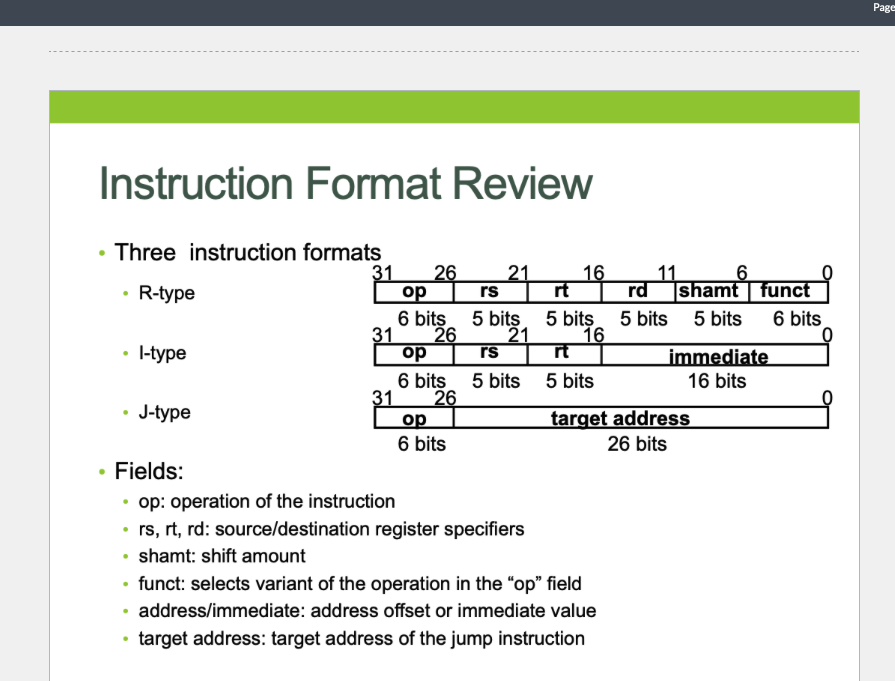 Page
Instruction Format Review
• Three instruction formats
31 26 21 16 11 6 0
• R-type op rs rt rd shamt funct
6 bits 5 bits 5 bits 5 bits 5 bits 6 bits
31 26 21 16 0
• I-type op rs rt immediate
6 bits 5 bits 5 bits 16 bits
31 26 0
• J-type op target address
6 bits 26 bits
• Fields:
• op: operation of the instruction
• rs, rt, rd: source/destination register specifiers
• shamt: shift amount
• funct: selects variant of the operation in the “op” field
• address/immediate: address offset or immediate value
• target address: target address of the jump instruction